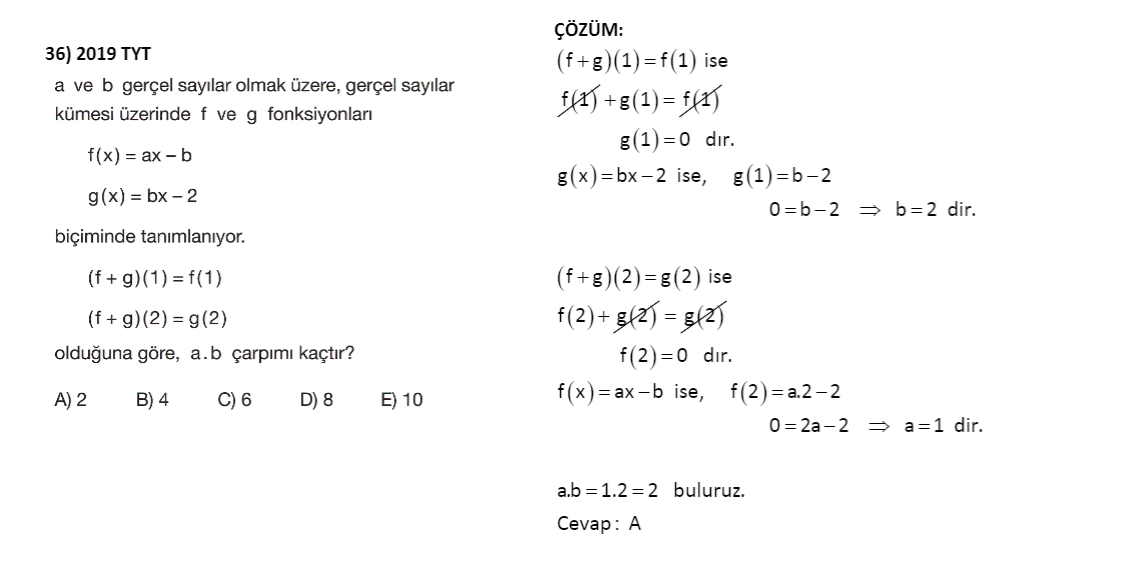 36) 2019 TYT
a ve b gerçel sayılar olmak üzere, gerçel sayılar
kümesi üzerinde f ve g fonksiyonları
f(x) = ax – b
g(x) = bx – 2
biçiminde tanımlanıyor.
(f + g)(1) = f(1)
(f + g)(2) = g(2)
olduğuna göre, a.b çarpımı kaçtır?
A) 2 B) 4 C) 6 D) 8 E) 10
ÇÖZÜM:
(f+g)(1)=f(1) ise
f(1)+g(1)=f(1)
g(1)=0 dır.
g(x)=bx−2 ise, g(1)=b−2
0=b−2 ⇒ b=2 dir.
(f+g)(2)=g(2) ise
f(2)+g(2)=g(2)
f(2)=0 dır.
f(x)=ax−b ise, f(2)=a.2−2
0=2a−2 ⇒ a=1 dir.
a.b=1.2=2 buluruz.
Cevap: A